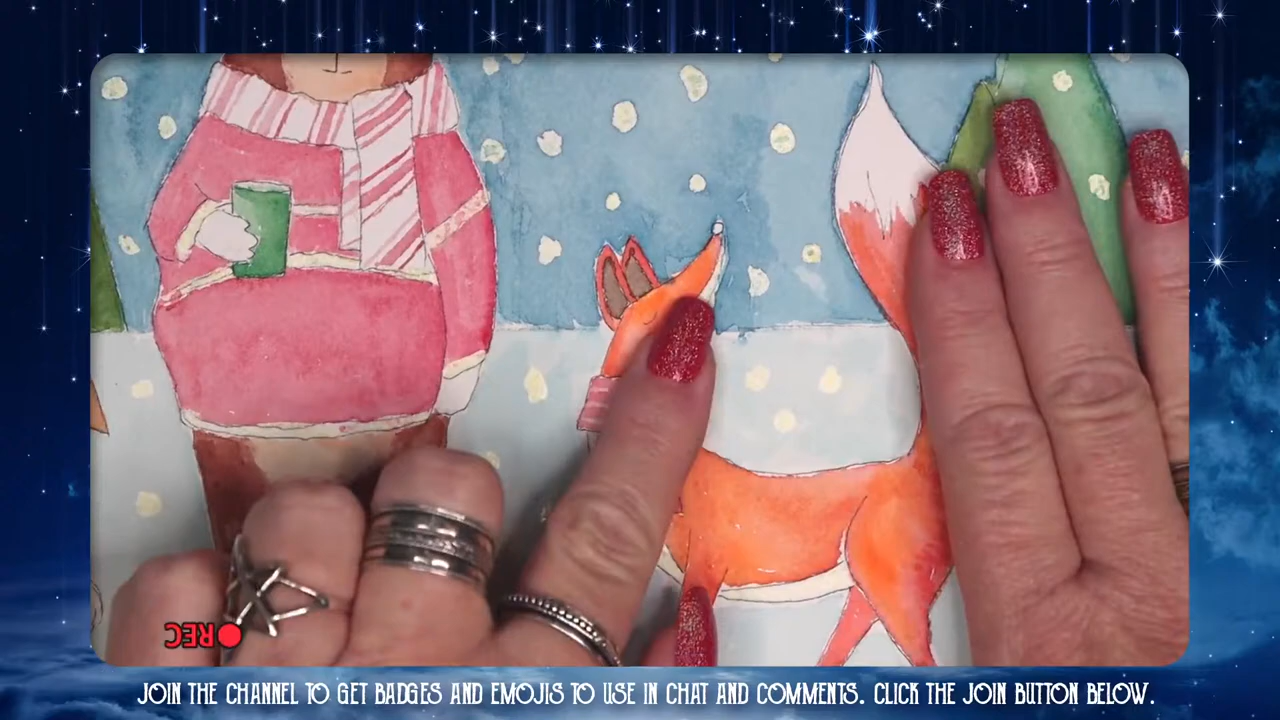 REC
JOIN THE CHANNEL TO GET BADGES AND EMOJIS TO USE IN CHAT AND COMMENTS. CLICK THE JOIN BUTTON BELOW.